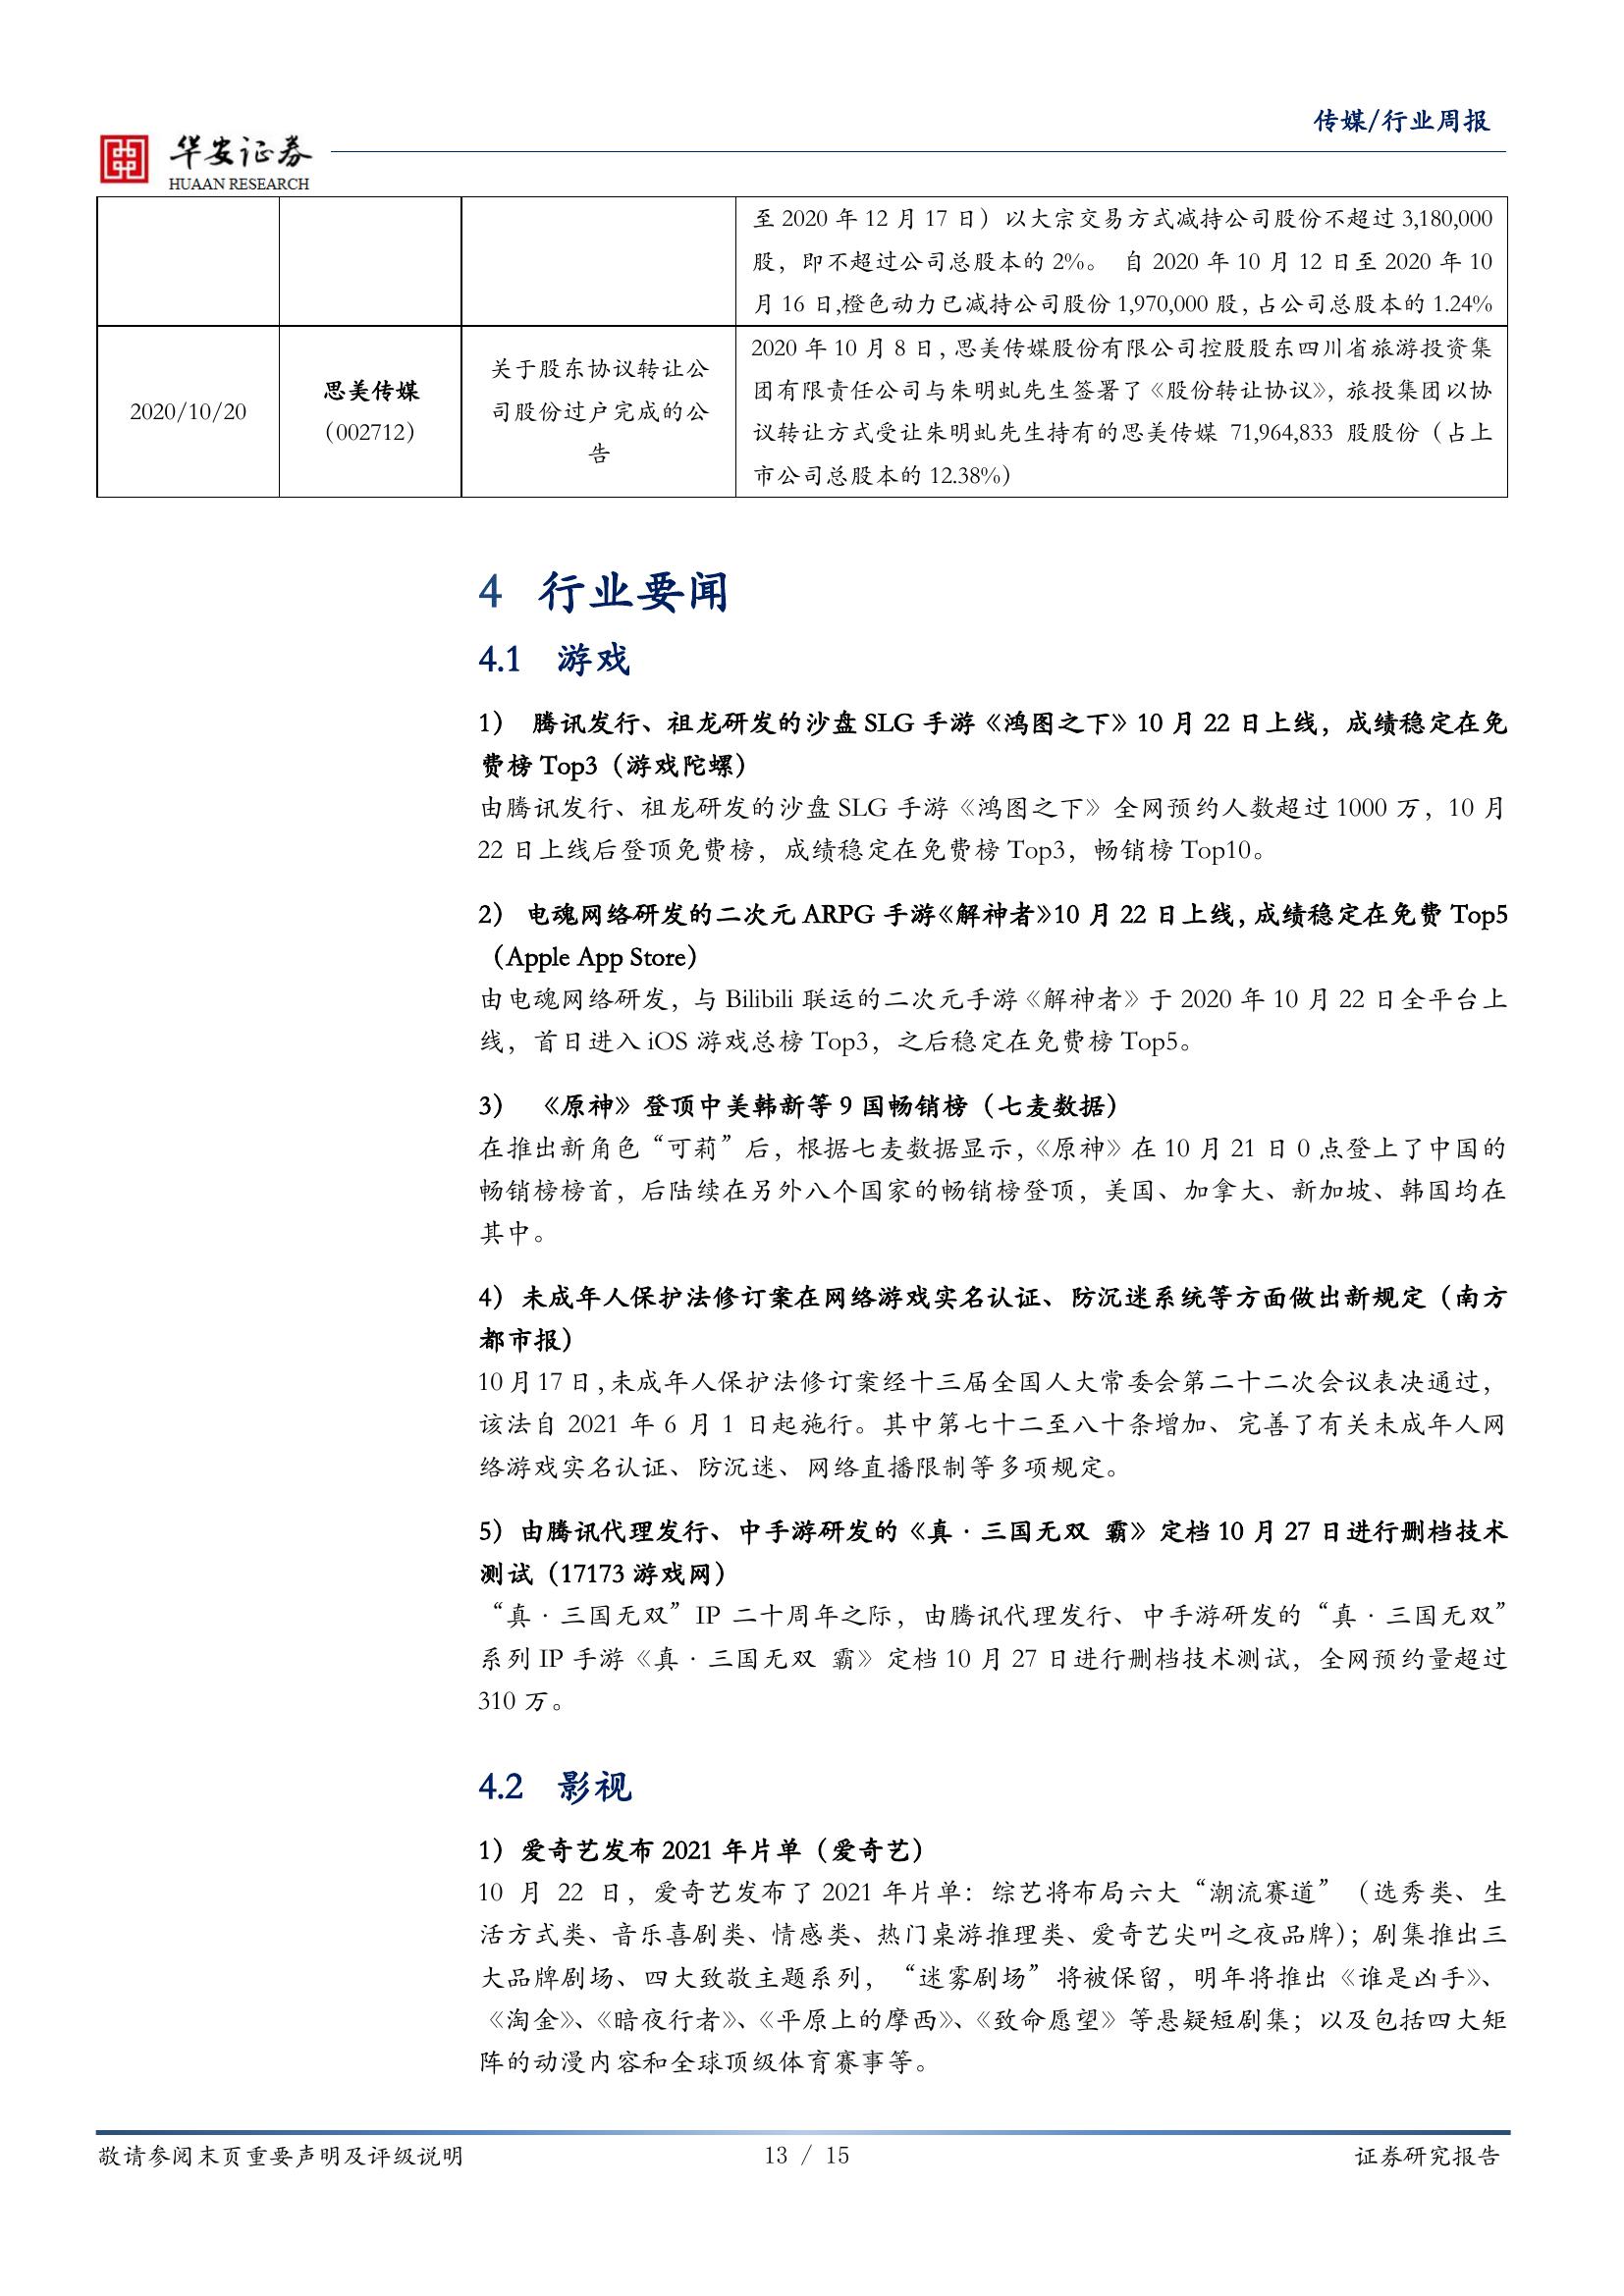 传媒/行业周报
华安证券
HUAAN RESEARCH
至 2020 年 12 月 17 日）以大宗交易方式减持公司股份不超过 3,180,000
股，即不超过公司总股本的 2%。 自 2020 年 10 月 12 日至 2020 年 10
月 16 日,橙色动力已减持公司股份 1,970,000 股，占公司总股本的 1.24%
2020/10/20
思美传媒
（002712）
关于股东协议转让公
司股份过户完成的公
告
2020 年 10 月 8 日，思美传媒股份有限公司控股股东四川省旅游投资集
团有限责任公司与朱明虬先生签署了《股份转让协议》，旅投集团以协
议转让方式受让朱明虬先生持有的思美传媒 71,964,833 股股份（占上
市公司总股本的 12.38%）
4 行业要闻
4.1 游戏
1） 腾讯发行、祖龙研发的沙盘 SLG 手游《鸿图之下》10 月 22 日上线，成绩稳定在免
费榜 Top3（游戏陀螺）
由腾讯发行、祖龙研发的沙盘 SLG 手游《鸿图之下》全网预约人数超过 1000 万，10 月
22 日上线后登顶免费榜，成绩稳定在免费榜 Top3，畅销榜 Top10。
2） 电魂网络研发的二次元 ARPG 手游《解神者》10 月 22 日上线，成绩稳定在免费 Top5
（Apple App Store）
由电魂网络研发，与 Bilibili 联运的二次元手游《解神者》于 2020 年 10 月 22 日全平台上
线，首日进入 iOS 游戏总榜 Top3，之后稳定在免费榜 Top5。
3） 《原神》登顶中美韩新等 9 国畅销榜（七麦数据）
在推出新角色“可莉”后，根据七麦数据显示，《原神》在 10 月 21 日 0 点登上了中国的
畅销榜榜首，后陆续在另外八个国家的畅销榜登顶，美国、加拿大、新加坡、韩国均在
其中。
4）未成年人保护法修订案在网络游戏实名认证、防沉迷系统等方面做出新规定（南方
都市报）
10 月 17 日，未成年人保护法修订案经十三届全国人大常委会第二十二次会议表决通过，
该法自 2021 年 6 月 1 日起施行。其中第七十二至八十条增加、完善了有关未成年人网
络游戏实名认证、防沉迷、网络直播限制等多项规定。
5）由腾讯代理发行、中手游研发的《真·三国无双 霸》定档 10 月 27 日进行删档技术
测试（17173 游戏网）
“真·三国无双”IP 二十周年之际，由腾讯代理发行、中手游研发的“真·三国无双”
系列 IP 手游《真·三国无双 霸》定档 10 月 27 日进行删档技术测试，全网预约量超过
310 万。
4.2 影视
1）爱奇艺发布 2021 年片单（爱奇艺）
10 月 22 日，爱奇艺发布了 2021 年片单：综艺将布局六大“潮流赛道”（选秀类、生
活方式类、音乐喜剧类、情感类、热门桌游推理类、爱奇艺尖叫之夜品牌）；剧集推出三
大品牌剧场、四大致敬主题系列，“迷雾剧场”将被保留，明年将推出《谁是凶手》、
《淘金》、《暗夜行者》、《平原上的摩西》、《致命愿望》等悬疑短剧集；以及包括四大矩
阵的动漫内容和全球顶级体育赛事等。
敬请参阅末页重要声明及评级说明
13 / 15
证券研究报告